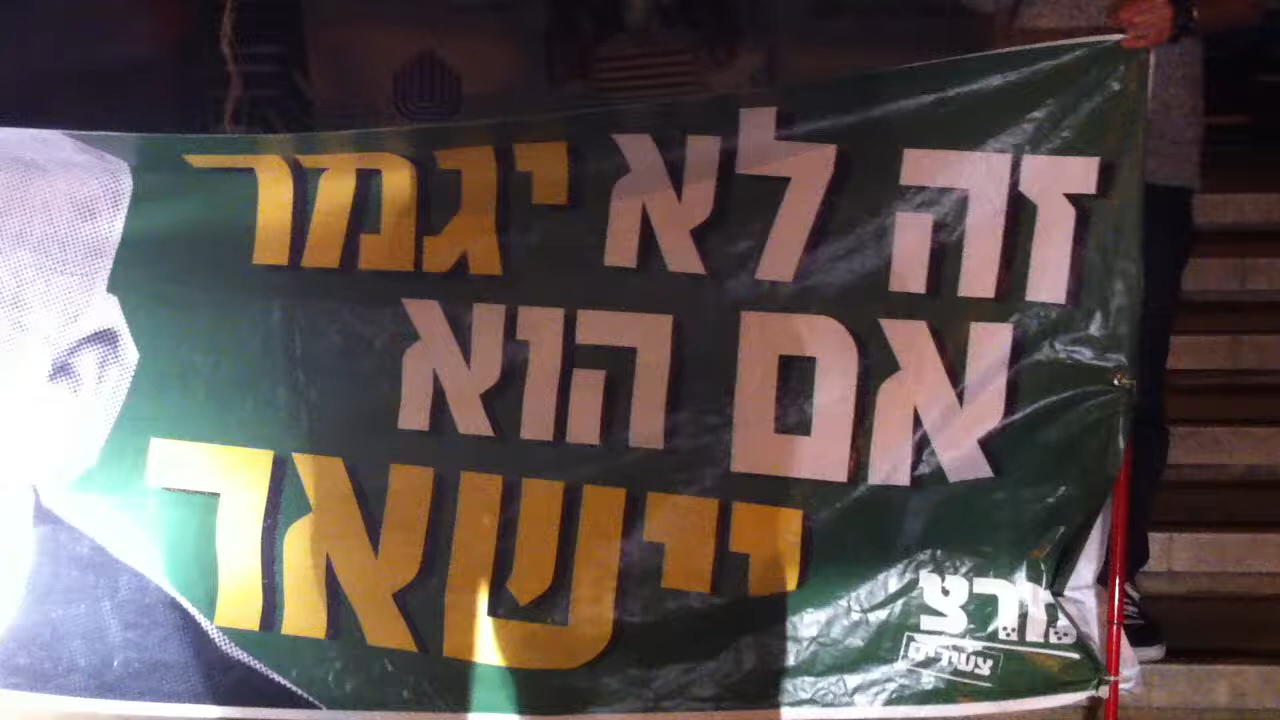 זה לא יגמר
אם הוא
יישאר
מרצ
צעירים